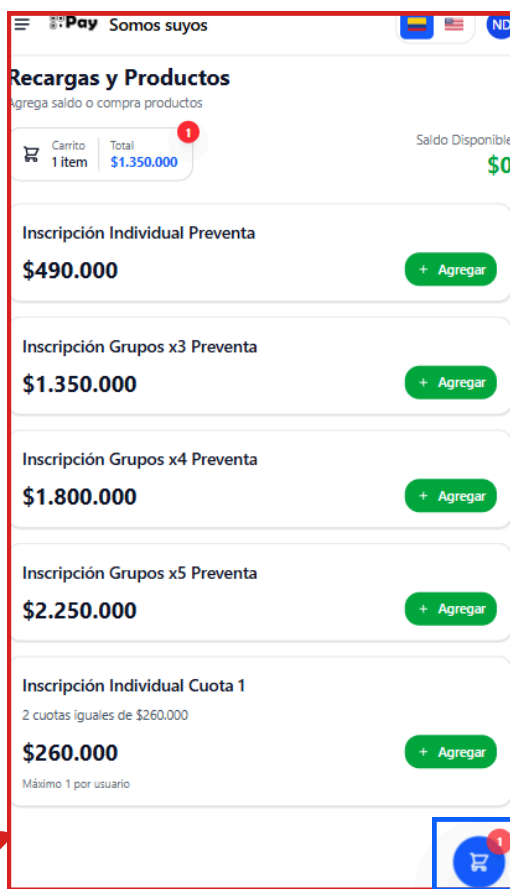 Pay Somos suyos
ND
Recargas y Productos
Agrega saldo o compra productos
Carrito
1 item
Total
$1.350.000
1
Saldo Disponible
$0
Inscripción Individual Preventa
$490.000
+ Agregar
Inscripción Grupos x3 Preventa
$1.350.000
+ Agregar
Inscripción Grupos x4 Preventa
$1.800.000
+ Agregar
Inscripción Grupos x5 Preventa
$2.250.000
+ Agregar
Inscripción Individual Cuota 1
2 cuotas iguales de $260.000
$260.000
+ Agregar
Máximo 1 por usuario
1